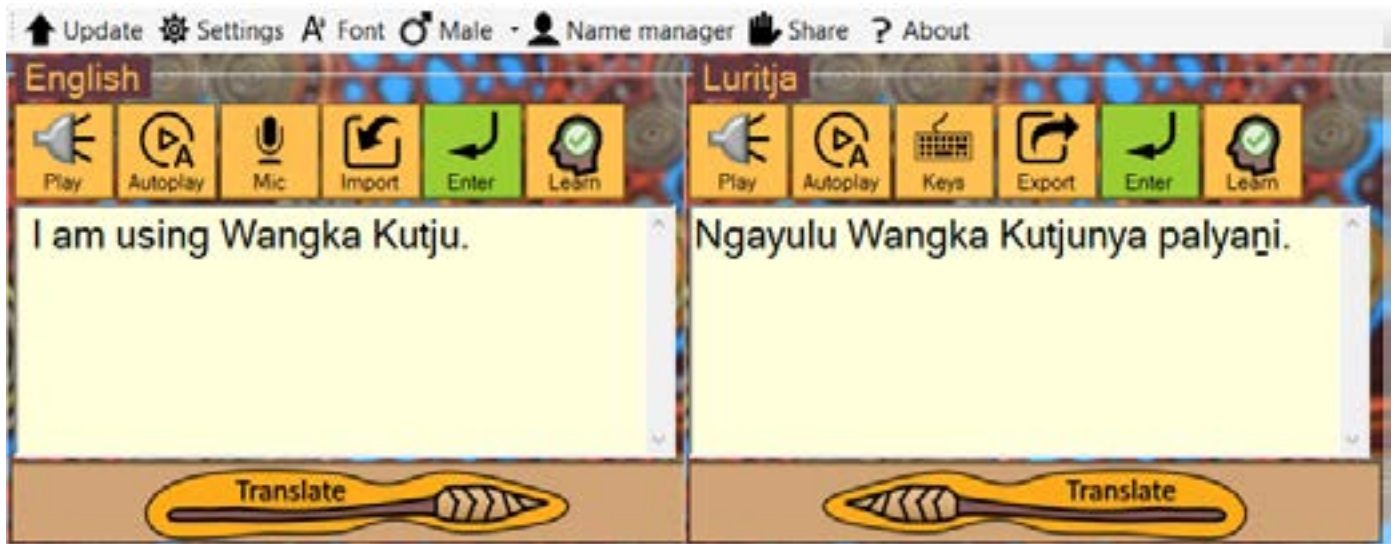 Update Settings Font Male Name manager Share ? About
English Luritja
Play Autoplay Mic Import Enter Learn Play Autoplay Keys Export Enter Learn
I am using Wangka Kutju. Ngayulu Wangka Kutjunya palyaṉi.
Translate Translate